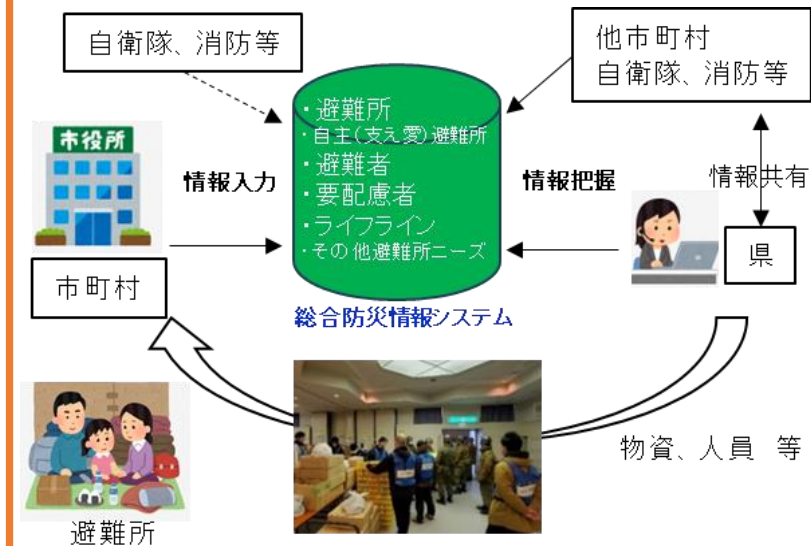 自衛隊、消防等
他市町村
自衛隊、消防等
市役所
・避難所
・自主(支え愛)避難所
・避難者
・要配慮者
・ライフライン
・その他避難所ニーズ
情報入力
情報把握
情報共有
市町村
県
総合防災情報システム
物資、人員 等
避難所